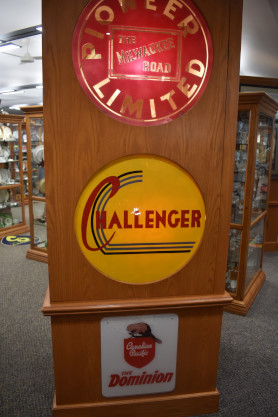 PIONEER
THE
MILWAUKEE
ROAD
LIMITED
CHALLENGER
Canadian
Pacific
THE
Dominion